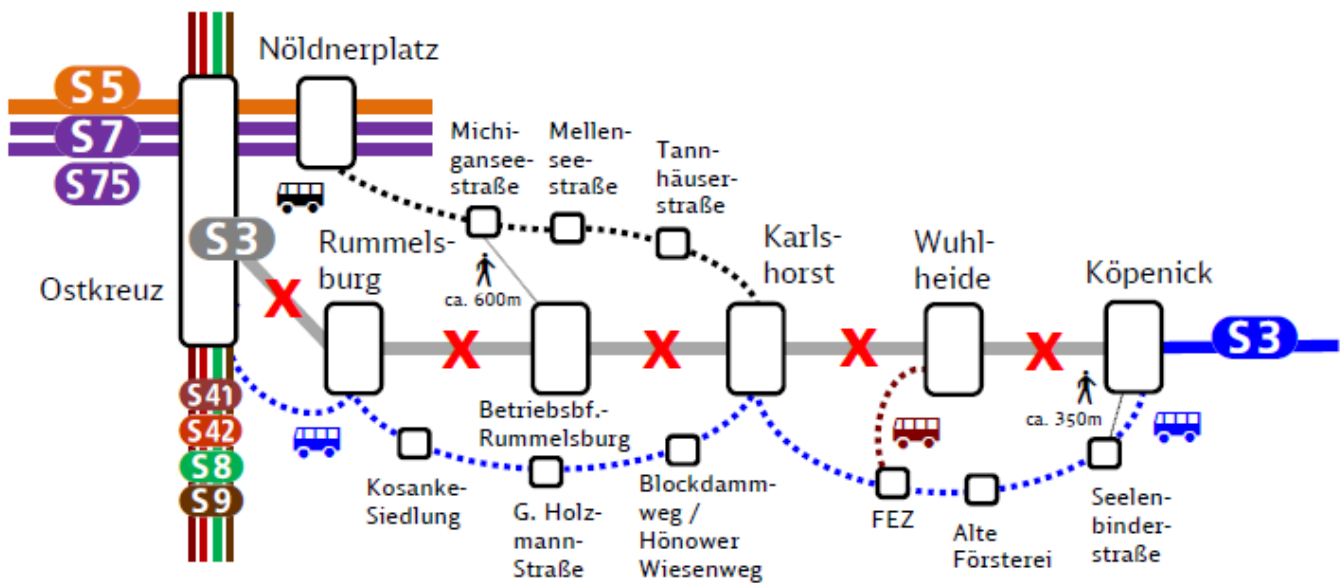 Nöldnerplatz
S5
S7
S75
Michi-
gansee-
straße
Mellen-
see-
straße
Tann-
häuser-
straße
S3
Rummels-
burg
Karls-
horst
Wuhl-
heide
Köpenick
Ostkreuz
ca. 600m
X
X
X
X
X
S3
S41
S42
S8
S9
ca. 350m
Betriebsbf.-
Rummelsburg
Kosanke-
Siedlung
G. Holz-
mann-
Straße
Blockdamm-
weg /
Hönower
Wiesenweg
FEZ
Alte
Försterei
Seelen-
binder-
straße